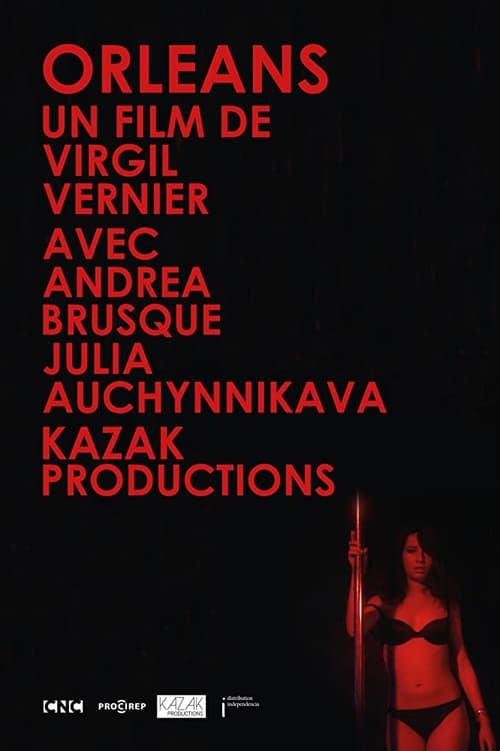 ORLEANS
UN FILM DE
VIRGIL
VERNIER
AVEC
ANDREA
BRUSQUE
JULIA
AUCHYNNIKAVA
KAZAK
PRODUCTIONS
CNC
PROCIREP
KAZAK
PRODUCTIONS
i distribution
independencia